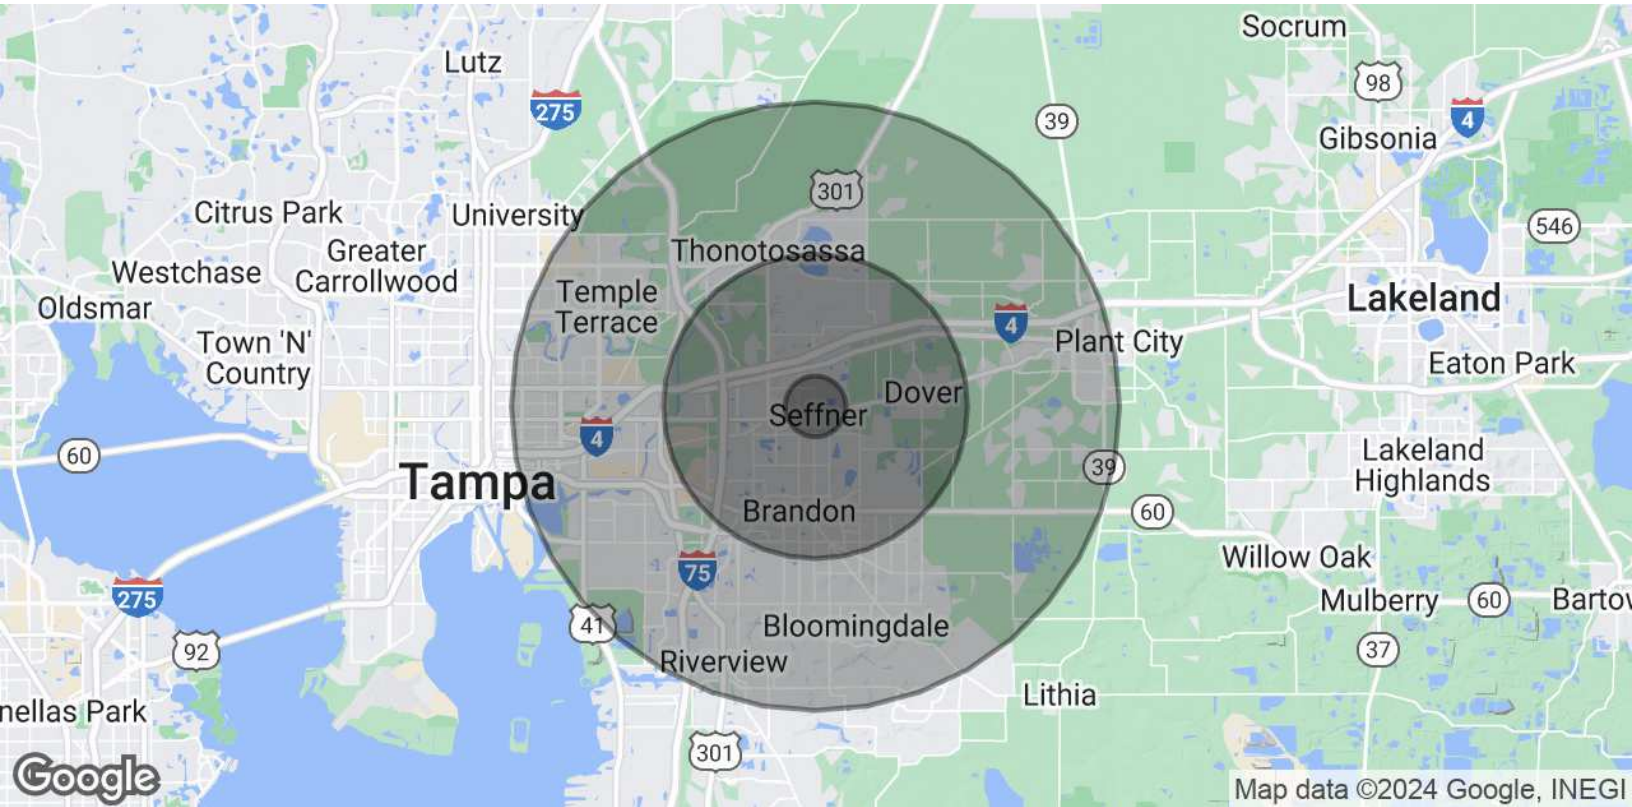 Socrum
Lutz
98
275
4
39
Gibsonia
301
Citrus Park
University
546
Greater
Carrollwood
Thonotosassa
Westchase
Temple
Terrace
Oldsmar
Lakeland
4
Town 'N'
Country
Plant City
Eaton Park
Dover
Seffner
4
60
Lakeland
Highlands
39
Tampa
Brandon
60
Willow Oak
75
275
Mulberry
60
Bartow
41
Bloomingdale
92
37
Riverview
Lithia
nellas Park
301
Google
Map data ©2024 Google, INEGI